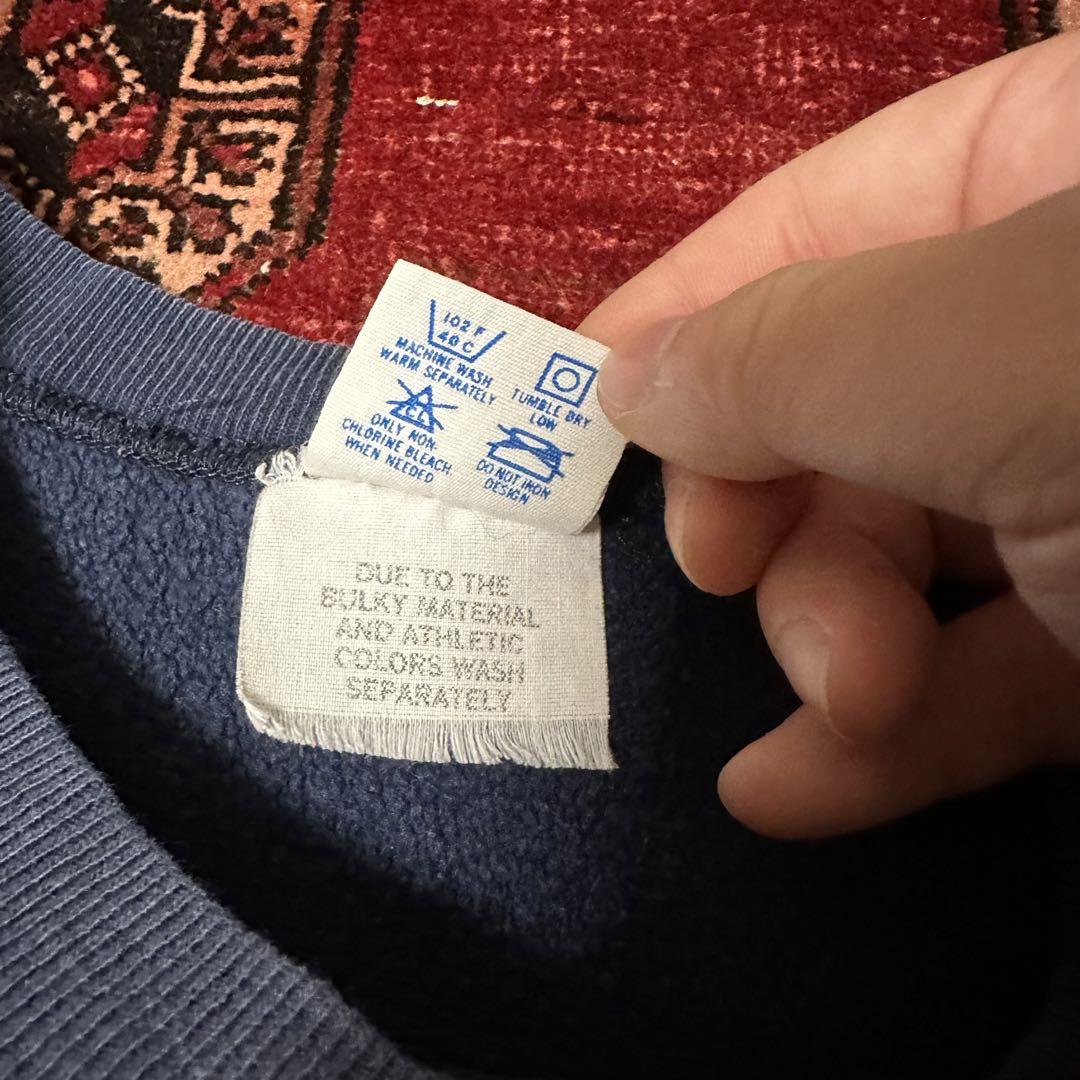 102 F
40 C
MACHINE WASH
WARM SEPARATELY
TUMBLE DRY
LOW
CL
ONLY NON-
CHLORINE BLEACH
WHEN NEEDED
DO NOT IRON
DESIGN
DUE TO THE
BULKY MATERIAL
AND ATHLETIC
COLORS WASH
SEPARATELY